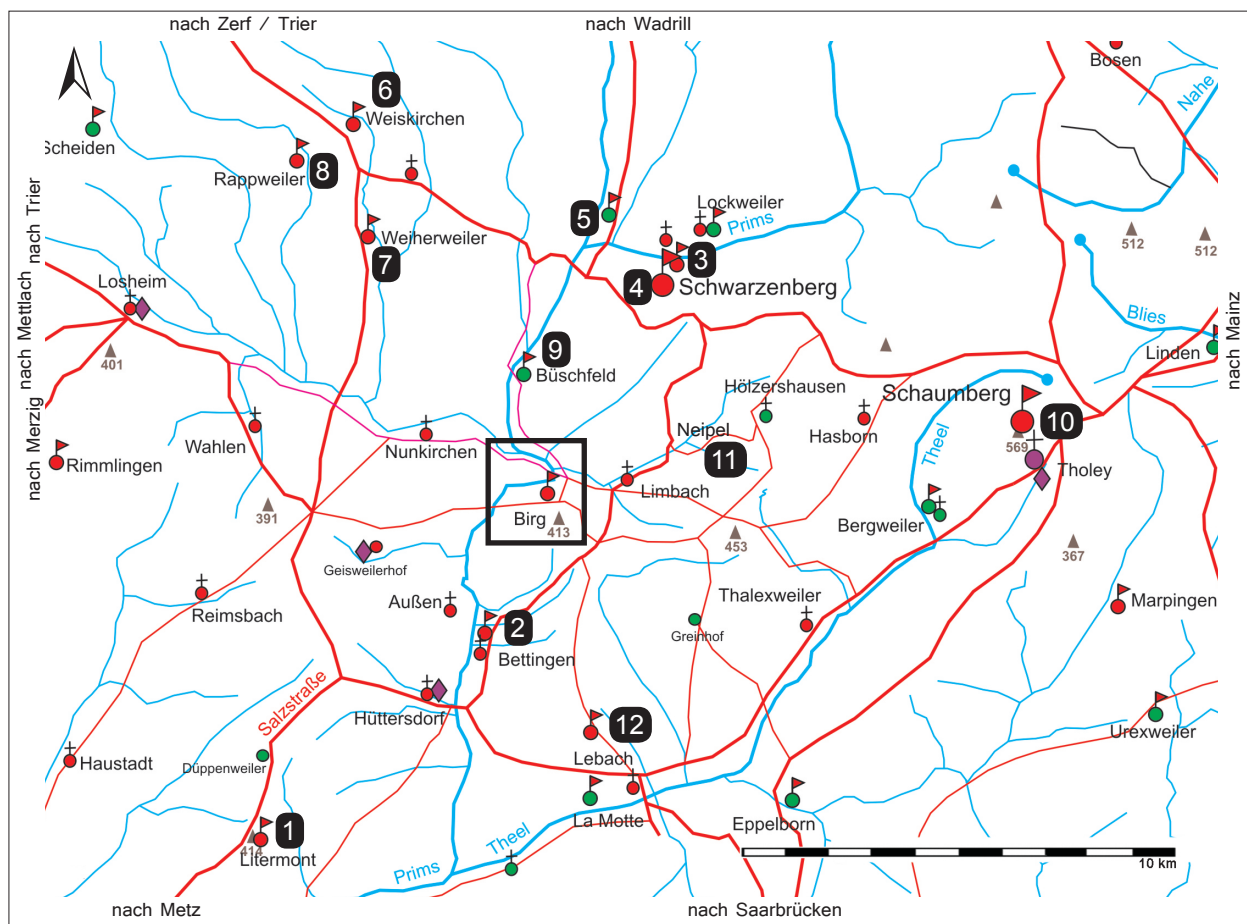 nach Zerf / Trier
nach Wadrill
Bosen
Nahe
6
Weiskirchen
Scheiden
8
Rappweiler
nach Trier
5
Lockweiler
Prims
Weiherweiler
7
3
4
Schwarzenberg
512
512
Losheim
nach Mettlach
nach Merzig
401
9
Büschfeld
Blies
Linden
nach Mainz
Hölzershausen
Schaumberg
10
569
Wahlen
Nunkirchen
Neipel
11
Hasborn
Theel
Tholey
Rimmlingen
Limbach
391
Birg
413
453
Bergweiler
367
Geisweilerhof
Reimsbach
Außen
2
Bettingen
Greinhof
Thalexweiler
Marpingen
Salzstraße
Hüttersdorf
Haustadt
Düppenweiler
12
Lebach
Urexweiler
La Motte
Eppelborn
1
414
Litermont
Theel
Prims
10 km
nach Metz
nach Saarbrücken